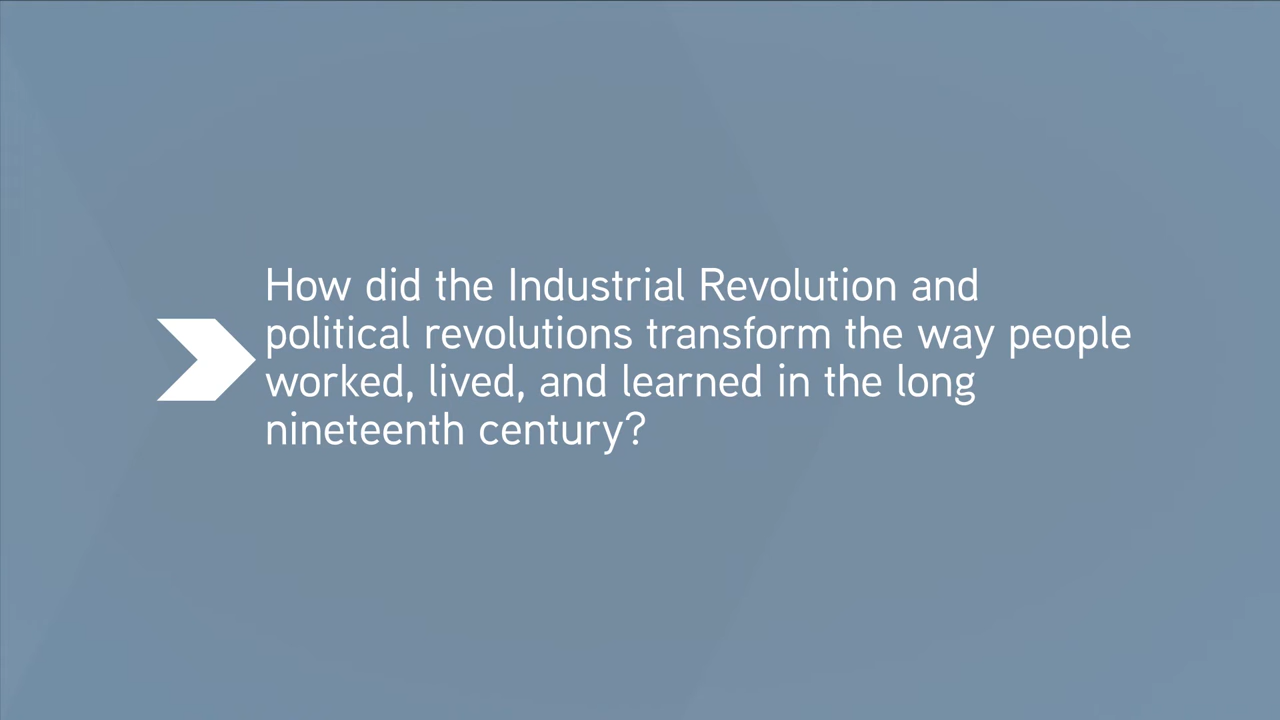 How did the Industrial Revolution and
political revolutions transform the way people
worked, lived, and learned in the long
nineteenth century?